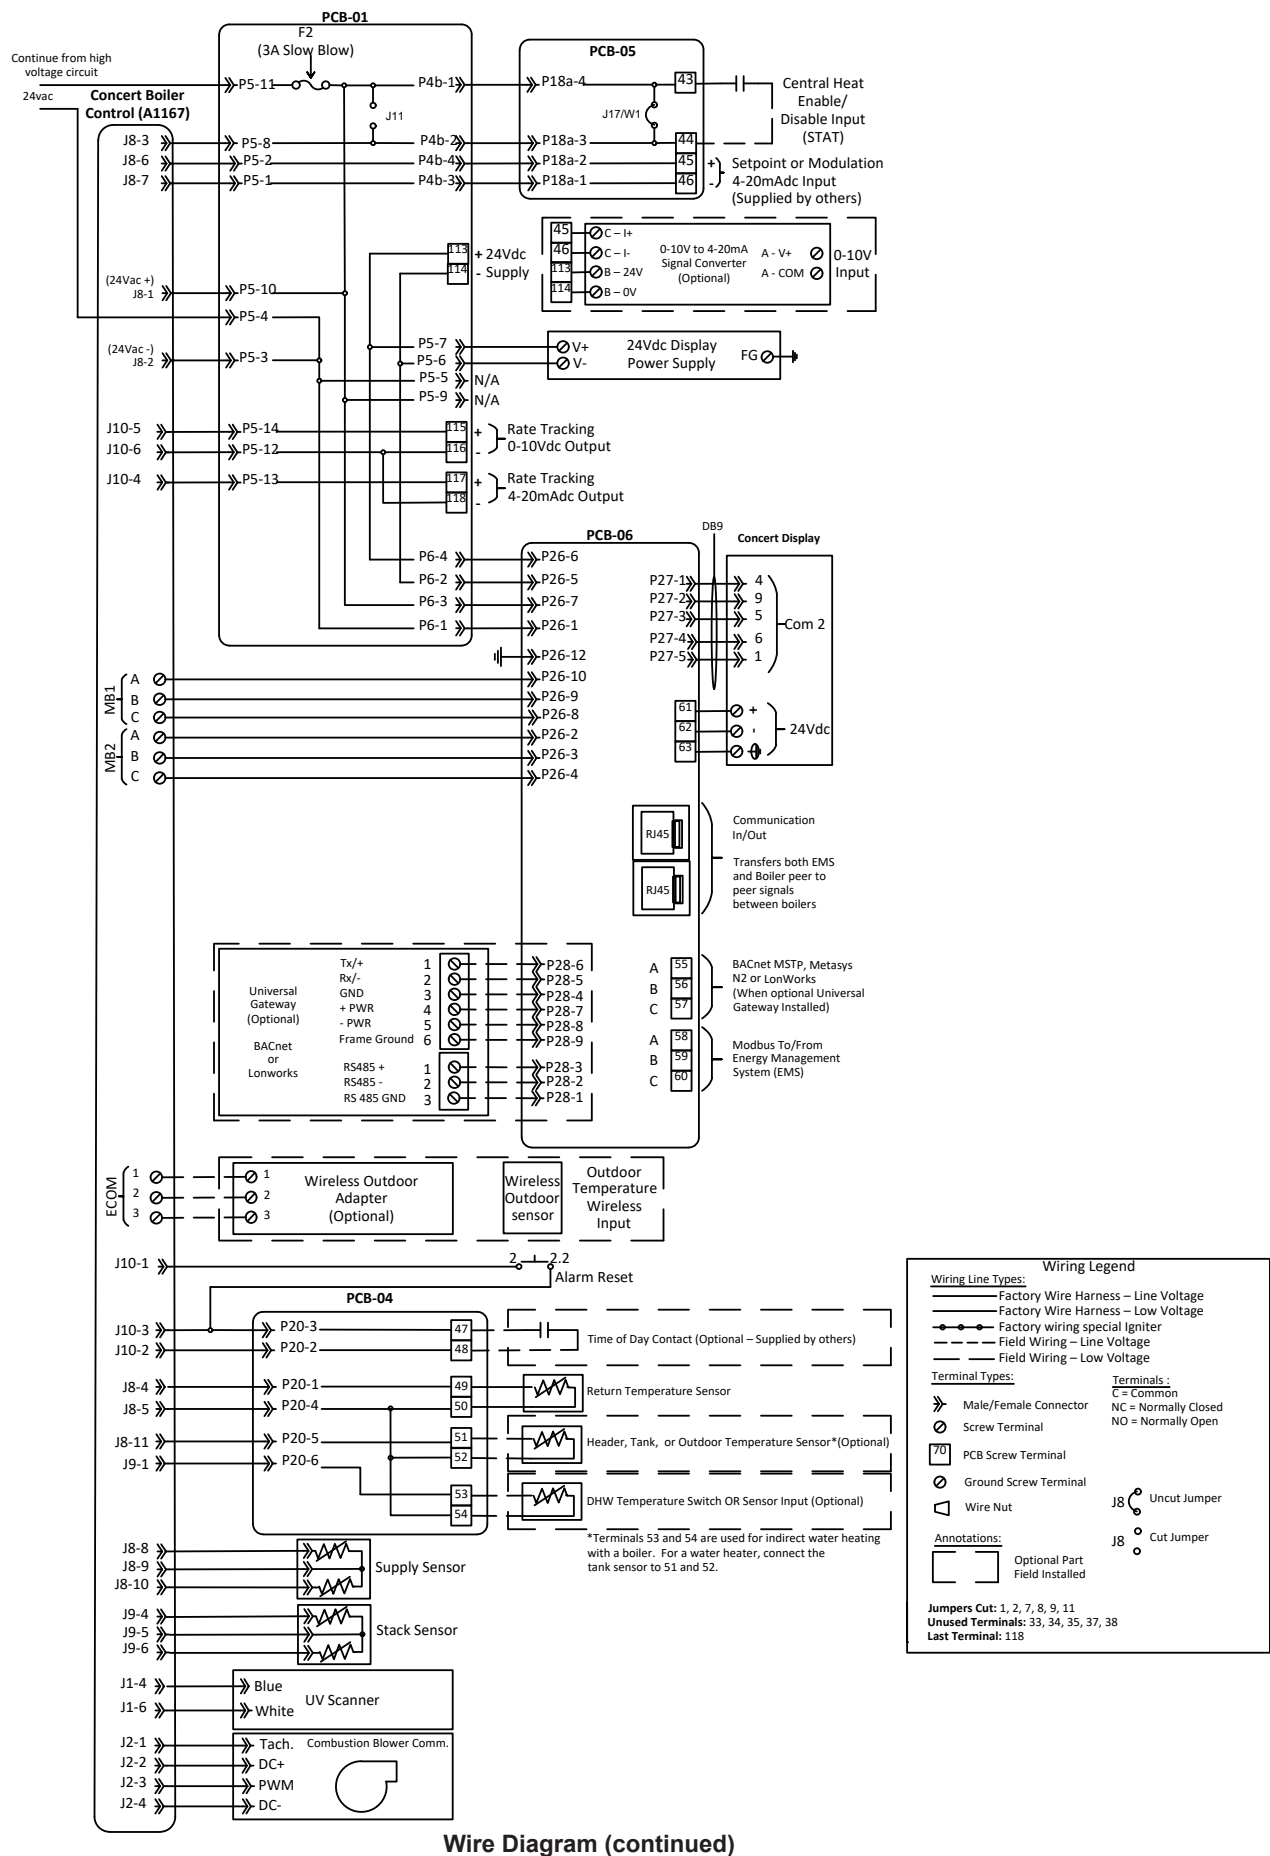 PCB-01
F2
(3A Slow Blow)
Continue from high
voltage circuit
24vac
Concert Boiler
Control (A1167)
P5-11
P4b-1
J11
J8-3
P5-8
P4b-2
J8-6
P5-2
P4b-4
J8-7
P5-1
P4b-3
PCB-05
P18a-4
43
J17/W1
P18a-3
44
P18a-2
45
P18a-1
46
Central Heat
Enable/
Disable Input
(STAT)
+
-
Setpoint or Modulation
4-20mAdc Input
(Supplied by others)
113
+ 24Vdc
114
- Supply
45
C – I+
46
C – I-
113
B – 24V
114
B – 0V
0-10V to 4-20mA
Signal Converter
(Optional)
A - V+
A - COM
0-10V
Input
(24Vac +)
J8-1
P5-10
P5-4
(24Vac -)
J8-2
P5-3
P5-7
P5-6
P5-5
N/A
P5-9
N/A
V+
V-
24Vdc Display
Power Supply
FG
J10-5
P5-14
115
+
J10-6
P5-12
116
-
Rate Tracking
0-10Vdc Output
J10-4
P5-13
117
+
118
-
Rate Tracking
4-20mAdc Output
PCB-06
DB9
Concert Display
P6-4
P26-6
P6-2
P26-5
P6-3
P26-7
P6-1
P26-1
P27-1
4
P27-2
9
P27-3
5
P27-4
6
P27-5
1
Com 2
P26-12
MB1
A
P26-10
B
P26-9
C
P26-8
MB2
A
P26-2
B
P26-3
C
P26-4
61
+
62
-
63
24Vdc
RJ45
RJ45
Communication
In/Out
Transfers both EMS
and Boiler peer to
peer signals
between boilers
Universal
Gateway
(Optional)
BACnet
or
Lonworks
Tx/+
1
P28-6
Rx/-
2
P28-5
GND
3
P28-4
+ PWR
4
P28-7
- PWR
5
P28-8
Frame Ground
6
P28-9
RS485 +
1
P28-3
RS485 -
2
P28-2
RS 485 GND
3
P28-1
A
55
B
56
C
57
BACnet MSTP, Metasys
N2 or LonWorks
(When optional Universal
Gateway Installed)
A
58
B
59
C
60
Modbus To/From
Energy Management
System (EMS)
ECOM
1
1
2
2
3
3
Wireless Outdoor
Adapter
(Optional)
Wireless
Outdoor
sensor
Outdoor
Temperature
Wireless
Input
J10-1
2
2.2
Alarm Reset
PCB-04
J10-3
P20-3
47
J10-2
P20-2
48
Time of Day Contact (Optional – Supplied by others)
J8-4
P20-1
49
J8-5
P20-4
50
Return Temperature Sensor
J8-11
P20-5
51
J9-1
P20-6
52
Header, Tank, or Outdoor Temperature Sensor*(Optional)
53
54
DHW Temperature Switch OR Sensor Input (Optional)
*Terminals 53 and 54 are used for indirect water heating
with a boiler. For a water heater, connect the
tank sensor to 51 and 52.
J8-8
J8-9
J8-10
Supply Sensor
J9-4
J9-5
J9-6
Stack Sensor
J1-4
Blue
J1-6
White
UV Scanner
J2-1
Tach.
J2-2
DC+
J2-3
PWM
J2-4
DC-
Combustion Blower Comm.
Wiring Legend
Wiring Line Types:
Factory Wire Harness – Line Voltage
Factory Wire Harness – Low Voltage
Factory wiring special Igniter
Field Wiring – Line Voltage
Field Wiring – Low Voltage
Terminal Types:
Male/Female Connector
Screw Terminal
70
PCB Screw Terminal
Ground Screw Terminal
Wire Nut
Terminals :
C = Common
NC = Normally Closed
NO = Normally Open
J8
Uncut Jumper
J8
Cut Jumper
Annotations:
Optional Part
Field Installed
Jumpers Cut: 1, 2, 7, 8, 9, 11
Unused Terminals: 33, 34, 35, 37, 38
Last Terminal: 118
Wire Diagram (continued)